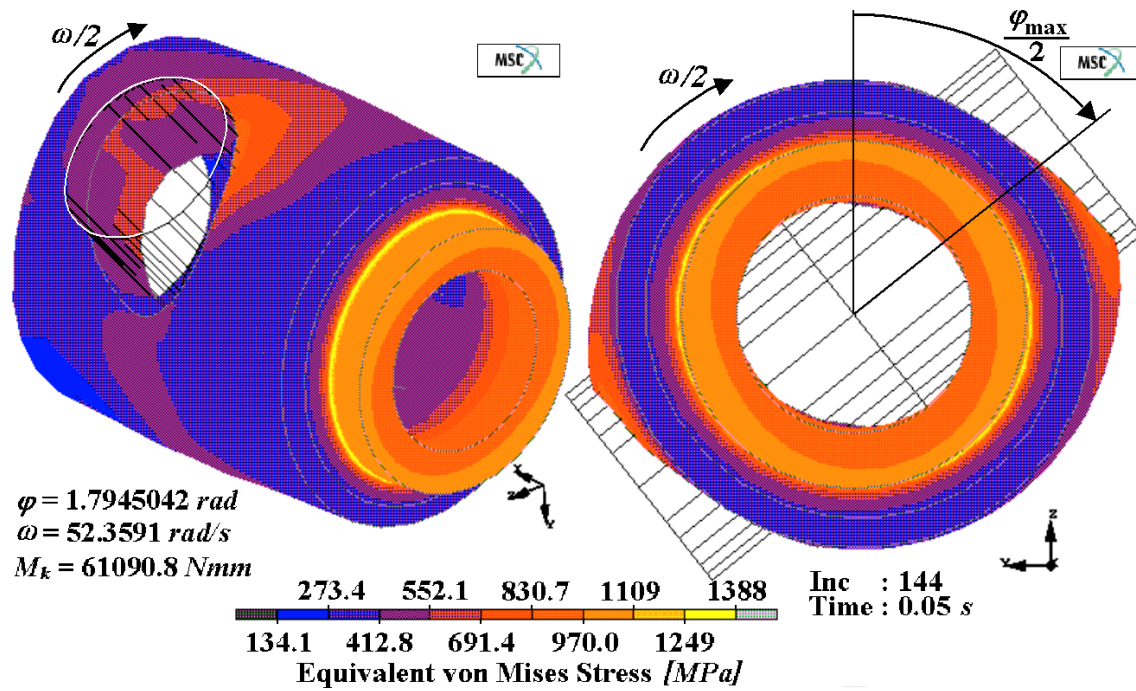 ω/2
MSC
φmax
2
MSC
ω/2
φ = 1.7945042 rad
ω = 52.3591 rad/s
Mk = 61090.8 Nmm
Z
Y
Inc : 144
Time : 0.05 s
273.4 552.1 830.7 1109 1388
134.1 412.8 691.4 970.0 1249
Equivalent von Mises Stress [MPa]